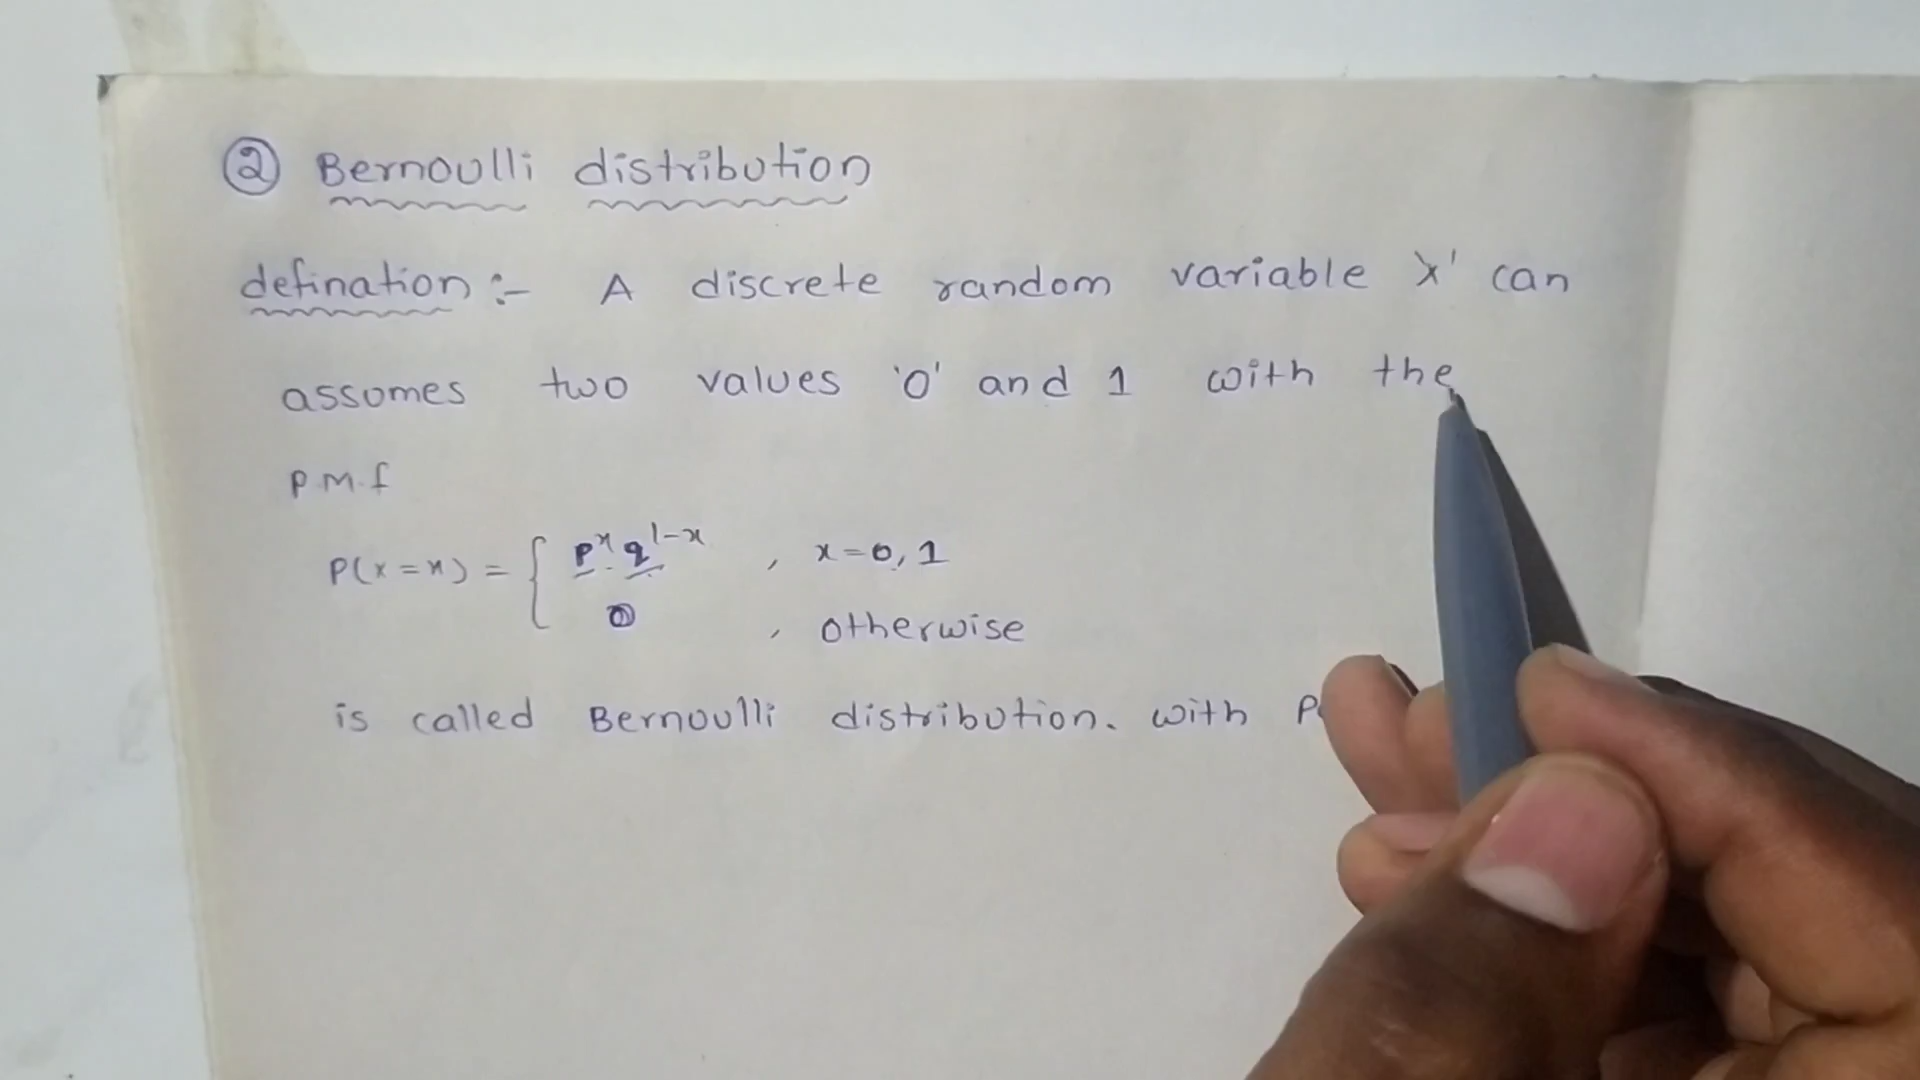 ② Bernoulli distribution
defination :- A discrete random variable 'X' can
assumes two values '0' and 1 with the
P.M.f
P(x=x) = { p^x q^1-x , x=0,1
0 , otherwise
is called Bernoulli distribution. with